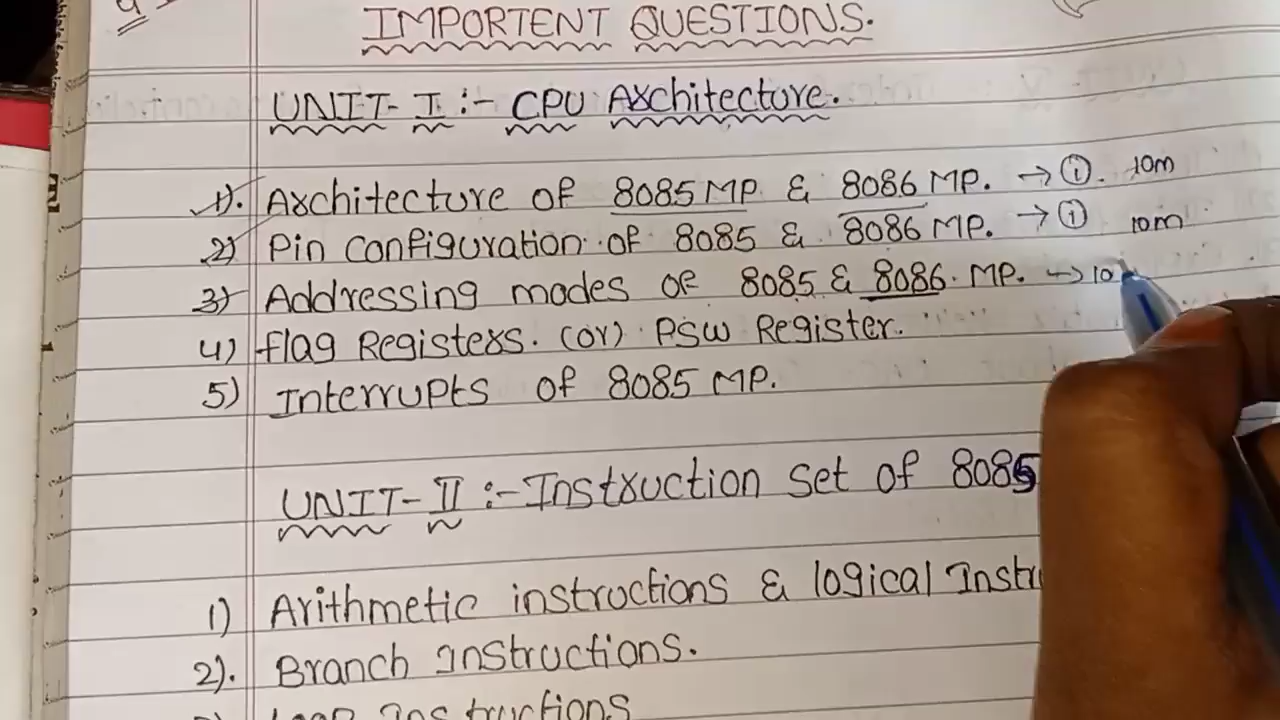 IMPORTENT QUESTIONS.
UNIT-I :- CPU Architecture.
1). Architecture of 8085 MP & 8086 MP. → ①. 10m
2) Pin configuration of 8085 & 8086 MP. → ① 10m
3) Addressing modes of 8085 & 8086 MP. → 10
4) Flag Registers. (or) PSW Register.
5) Interrupts of 8085 MP.
UNIT-II :- Instruction set of 8085
1) Arithmetic instructions & logical Instr
2). Branch Instructions.